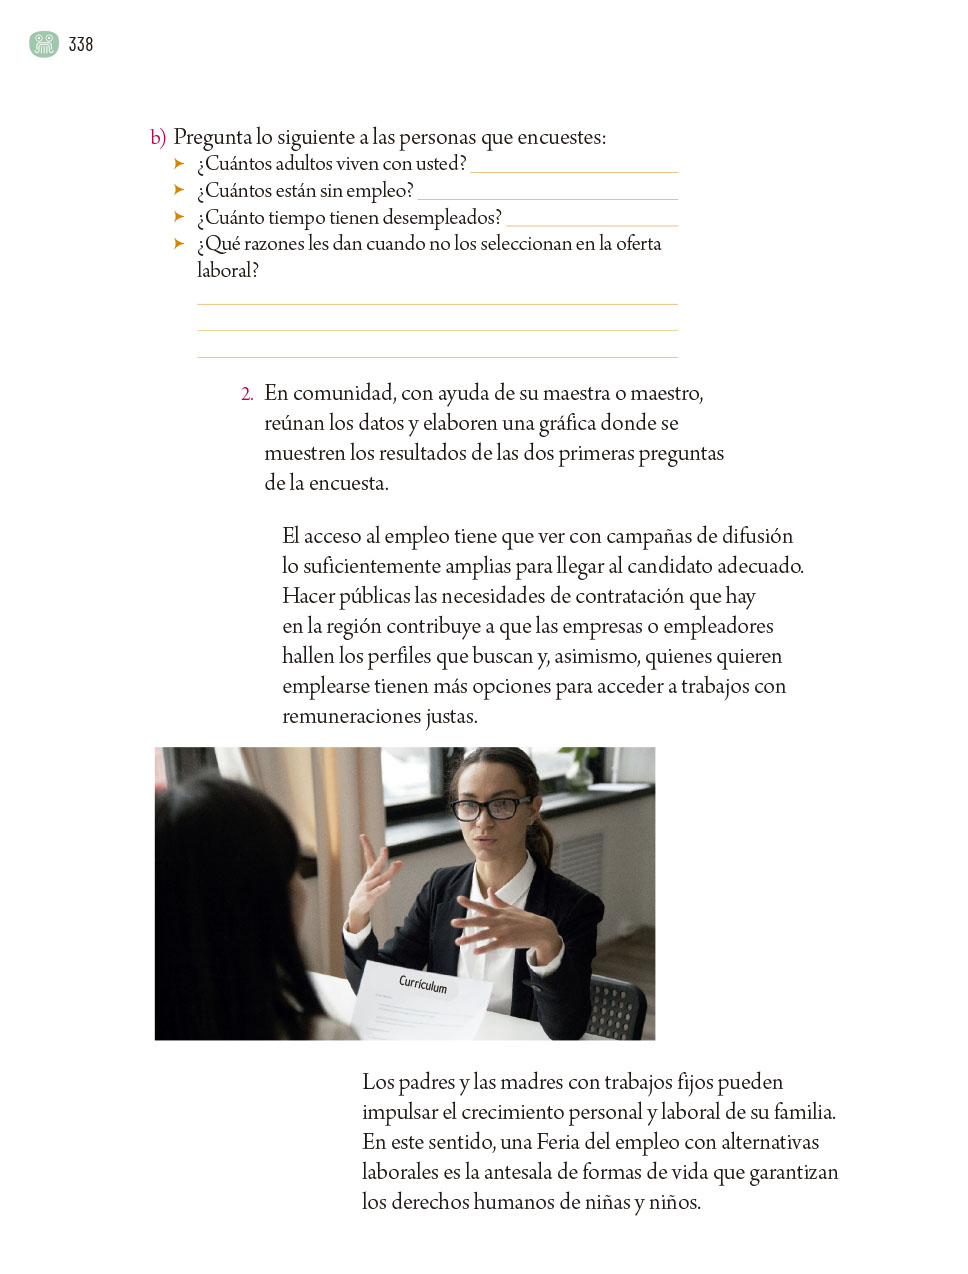 338
b) Pregunta lo siguiente a las personas que encuestes:
¿Cuántos adultos viven con usted?
¿Cuántos están sin empleo?
¿Cuánto tiempo tienen desempleados?
¿Qué razones les dan cuando no los seleccionan en la oferta
laboral?
2. En comunidad, con ayuda de su maestra o maestro,
reúnan los datos y elaboren una gráfica donde se
muestren los resultados de las dos primeras preguntas
de la encuesta.
El acceso al empleo tiene que ver con campañas de difusión
lo suficientemente amplias para llegar al candidato adecuado.
Hacer públicas las necesidades de contratación que hay
en la región contribuye a que las empresas o empleadores
hallen los perfiles que buscan y, asimismo, quienes quieren
emplearse tienen más opciones para acceder a trabajos con
remuneraciones justas.
Currículum
Los padres y las madres con trabajos fijos pueden
impulsar el crecimiento personal y laboral de su familia.
En este sentido, una Feria del empleo con alternativas
laborales es la antesala de formas de vida que garantizan
los derechos humanos de niñas y niños.